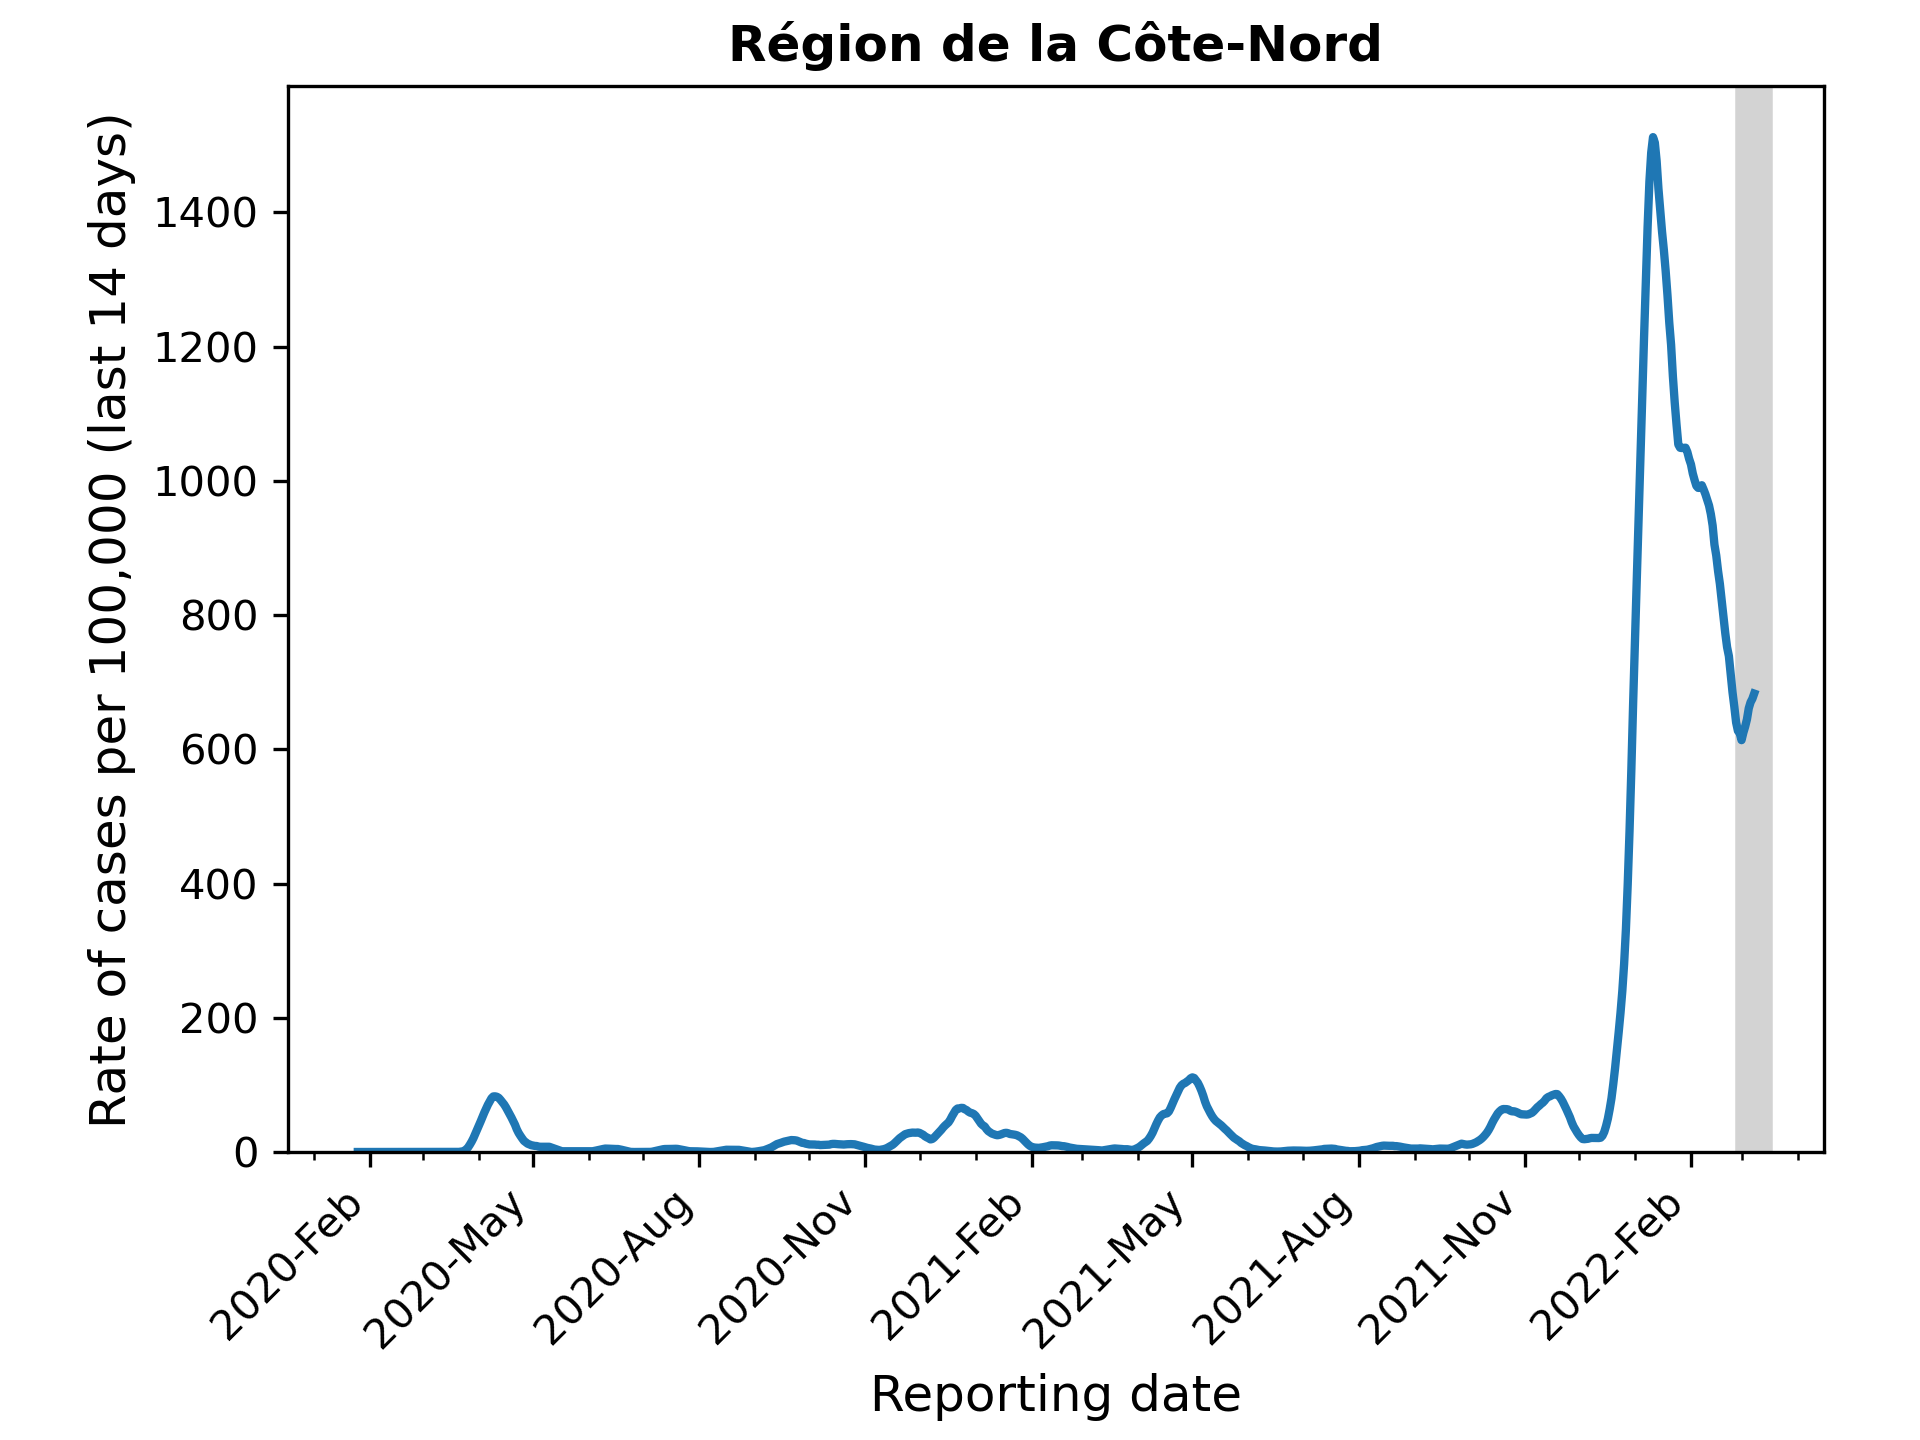 Région de la Côte-Nord
Rate of cases per 100,000 (last 14 days)
1400
1200
1000
800
600
400
200
0
2020-Feb
2020-May
2020-Aug
2020-Nov
2021-Feb
2021-May
2021-Aug
2021-Nov
2022-Feb
Reporting date